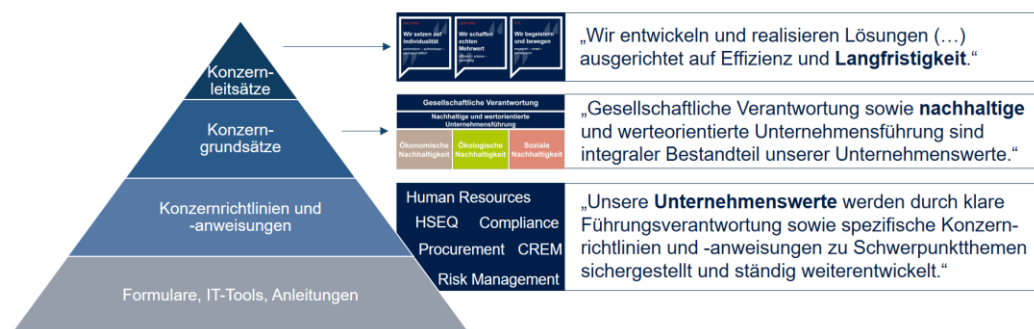 Konzern-
leitsätze
Konzern-
grundsätze
Konzernrichtlinien und
-anweisungen
Formulare, IT-Tools, Anleitungen
Wir setzen auf
Individualität
Wir schaffen
echten
Mehrwert
Wir begeistern
und bewegen
„Wir entwickeln und realisieren Lösungen (…)
ausgerichtet auf Effizienz und Langfristigkeit.“
Gesellschaftliche Verantwortung
Nachhaltige und wertorientierte
Unternehmensführung
Ökonomische
Nachhaltigkeit
Ökologische
Nachhaltigkeit
Soziale
Nachhaltigkeit
„Gesellschaftliche Verantwortung sowie nachhaltige
und werteorientierte Unternehmensführung sind
integraler Bestandteil unserer Unternehmenswerte.“
Human Resources
HSEQ Compliance
Procurement CREM
Risk Management
„Unsere Unternehmenswerte werden durch klare
Führungsverantwortung sowie spezifische Konzern-
richtlinien und -anweisungen zu Schwerpunktthemen
sichergestellt und ständig weiterentwickelt.“